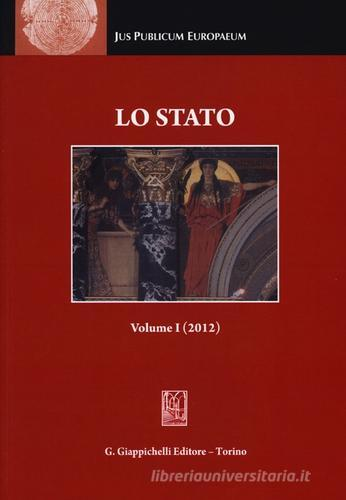 JUS PUBLICUM EUROPAEUM
LO STATO
Volume I (2012)
G. Giappichelli Editore – Torino
libreriauniversitaria.it